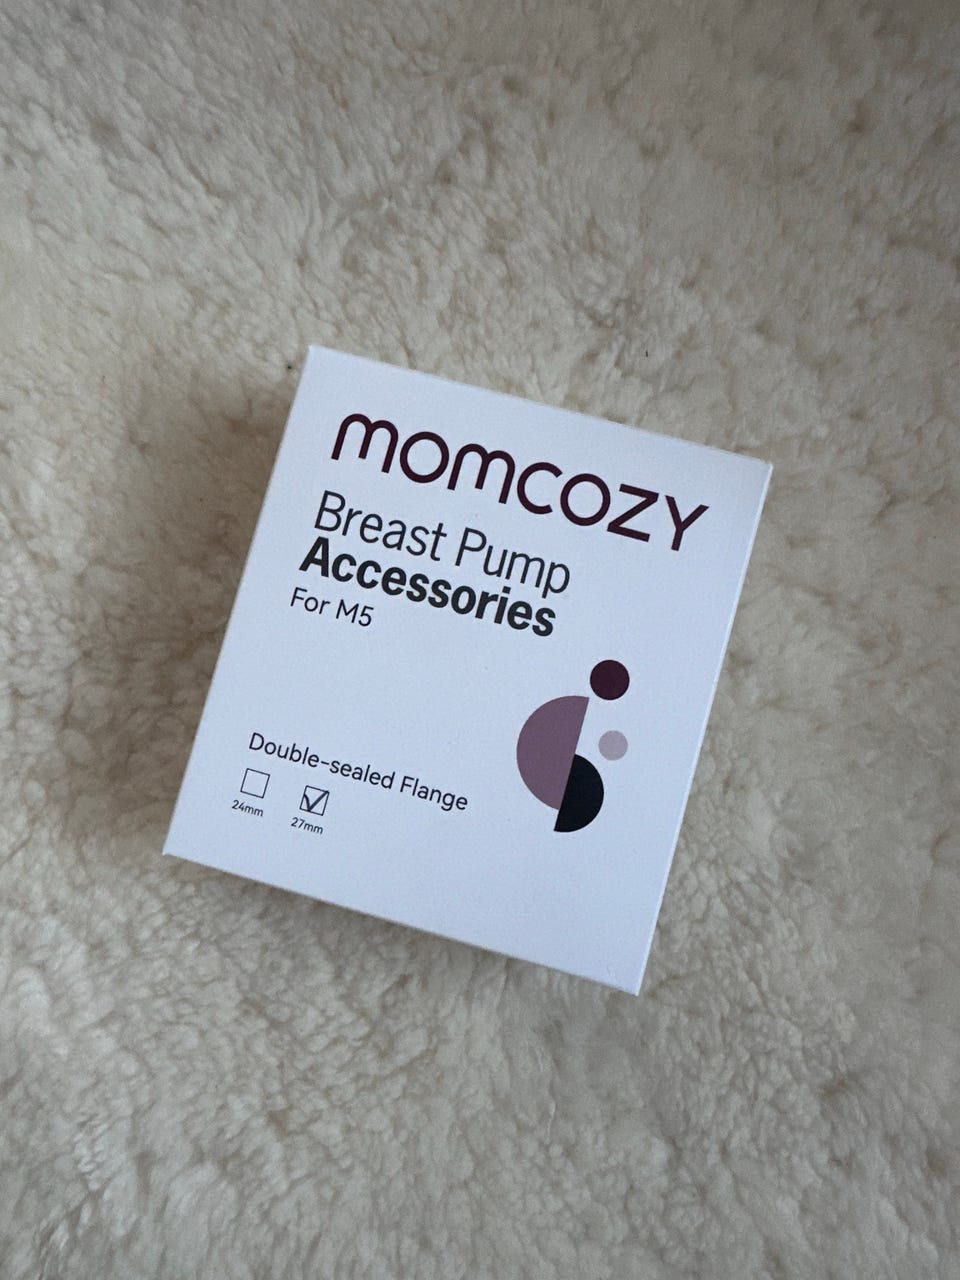 momcozy
Breast Pump
Accessories
For M5
Double-sealed Flange
24mm 27mm